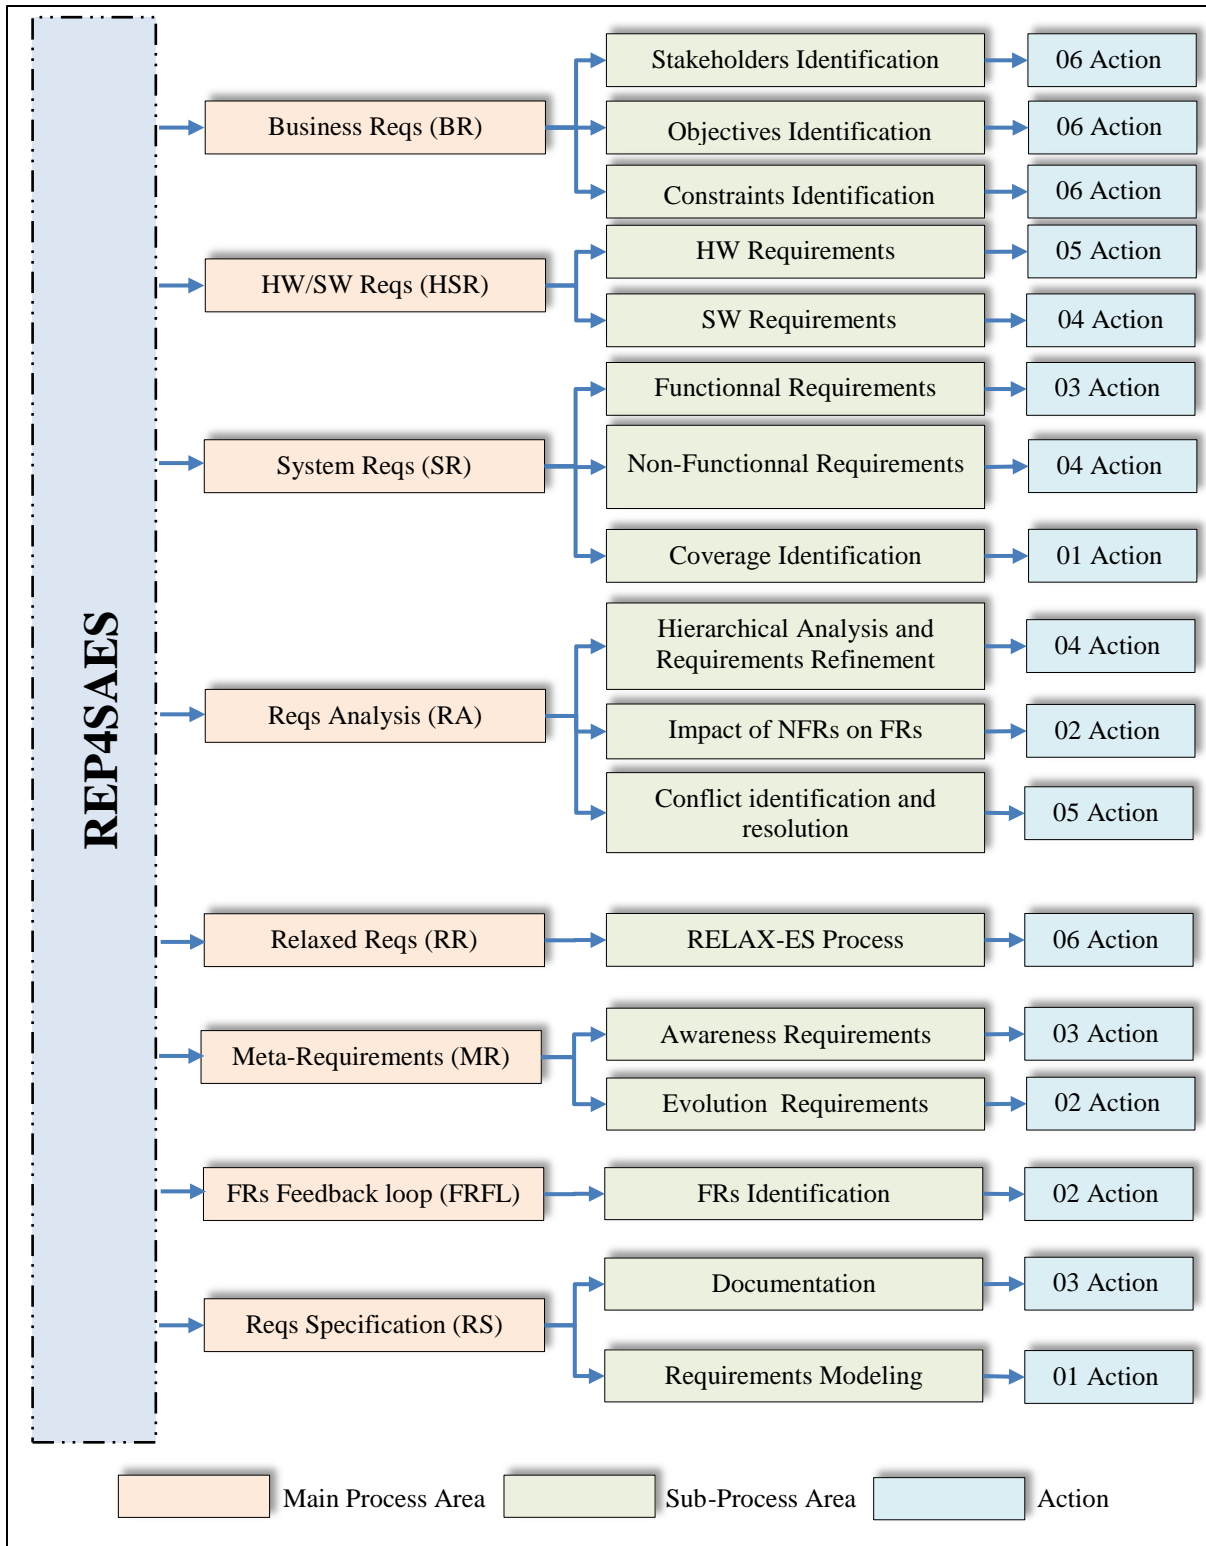 REP4SAES
Business Reqs (BR)
Stakeholders Identification
06 Action
Objectives Identification
06 Action
Constraints Identification
06 Action
HW/SW Reqs (HSR)
HW Requirements
05 Action
SW Requirements
04 Action
System Reqs (SR)
Functionnal Requirements
03 Action
Non-Functionnal Requirements
04 Action
Coverage Identification
01 Action
Reqs Analysis (RA)
Hierarchical Analysis and
Requirements Refinement
04 Action
Impact of NFRs on FRs
02 Action
Conflict identification and
resolution
05 Action
Relaxed Reqs (RR)
RELAX-ES Process
06 Action
Meta-Requirements (MR)
Awareness Requirements
03 Action
Evolution Requirements
02 Action
FRs Feedback loop (FRFL)
FRs Identification
02 Action
Reqs Specification (RS)
Documentation
03 Action
Requirements Modeling
01 Action
Main Process Area
Sub-Process Area
Action